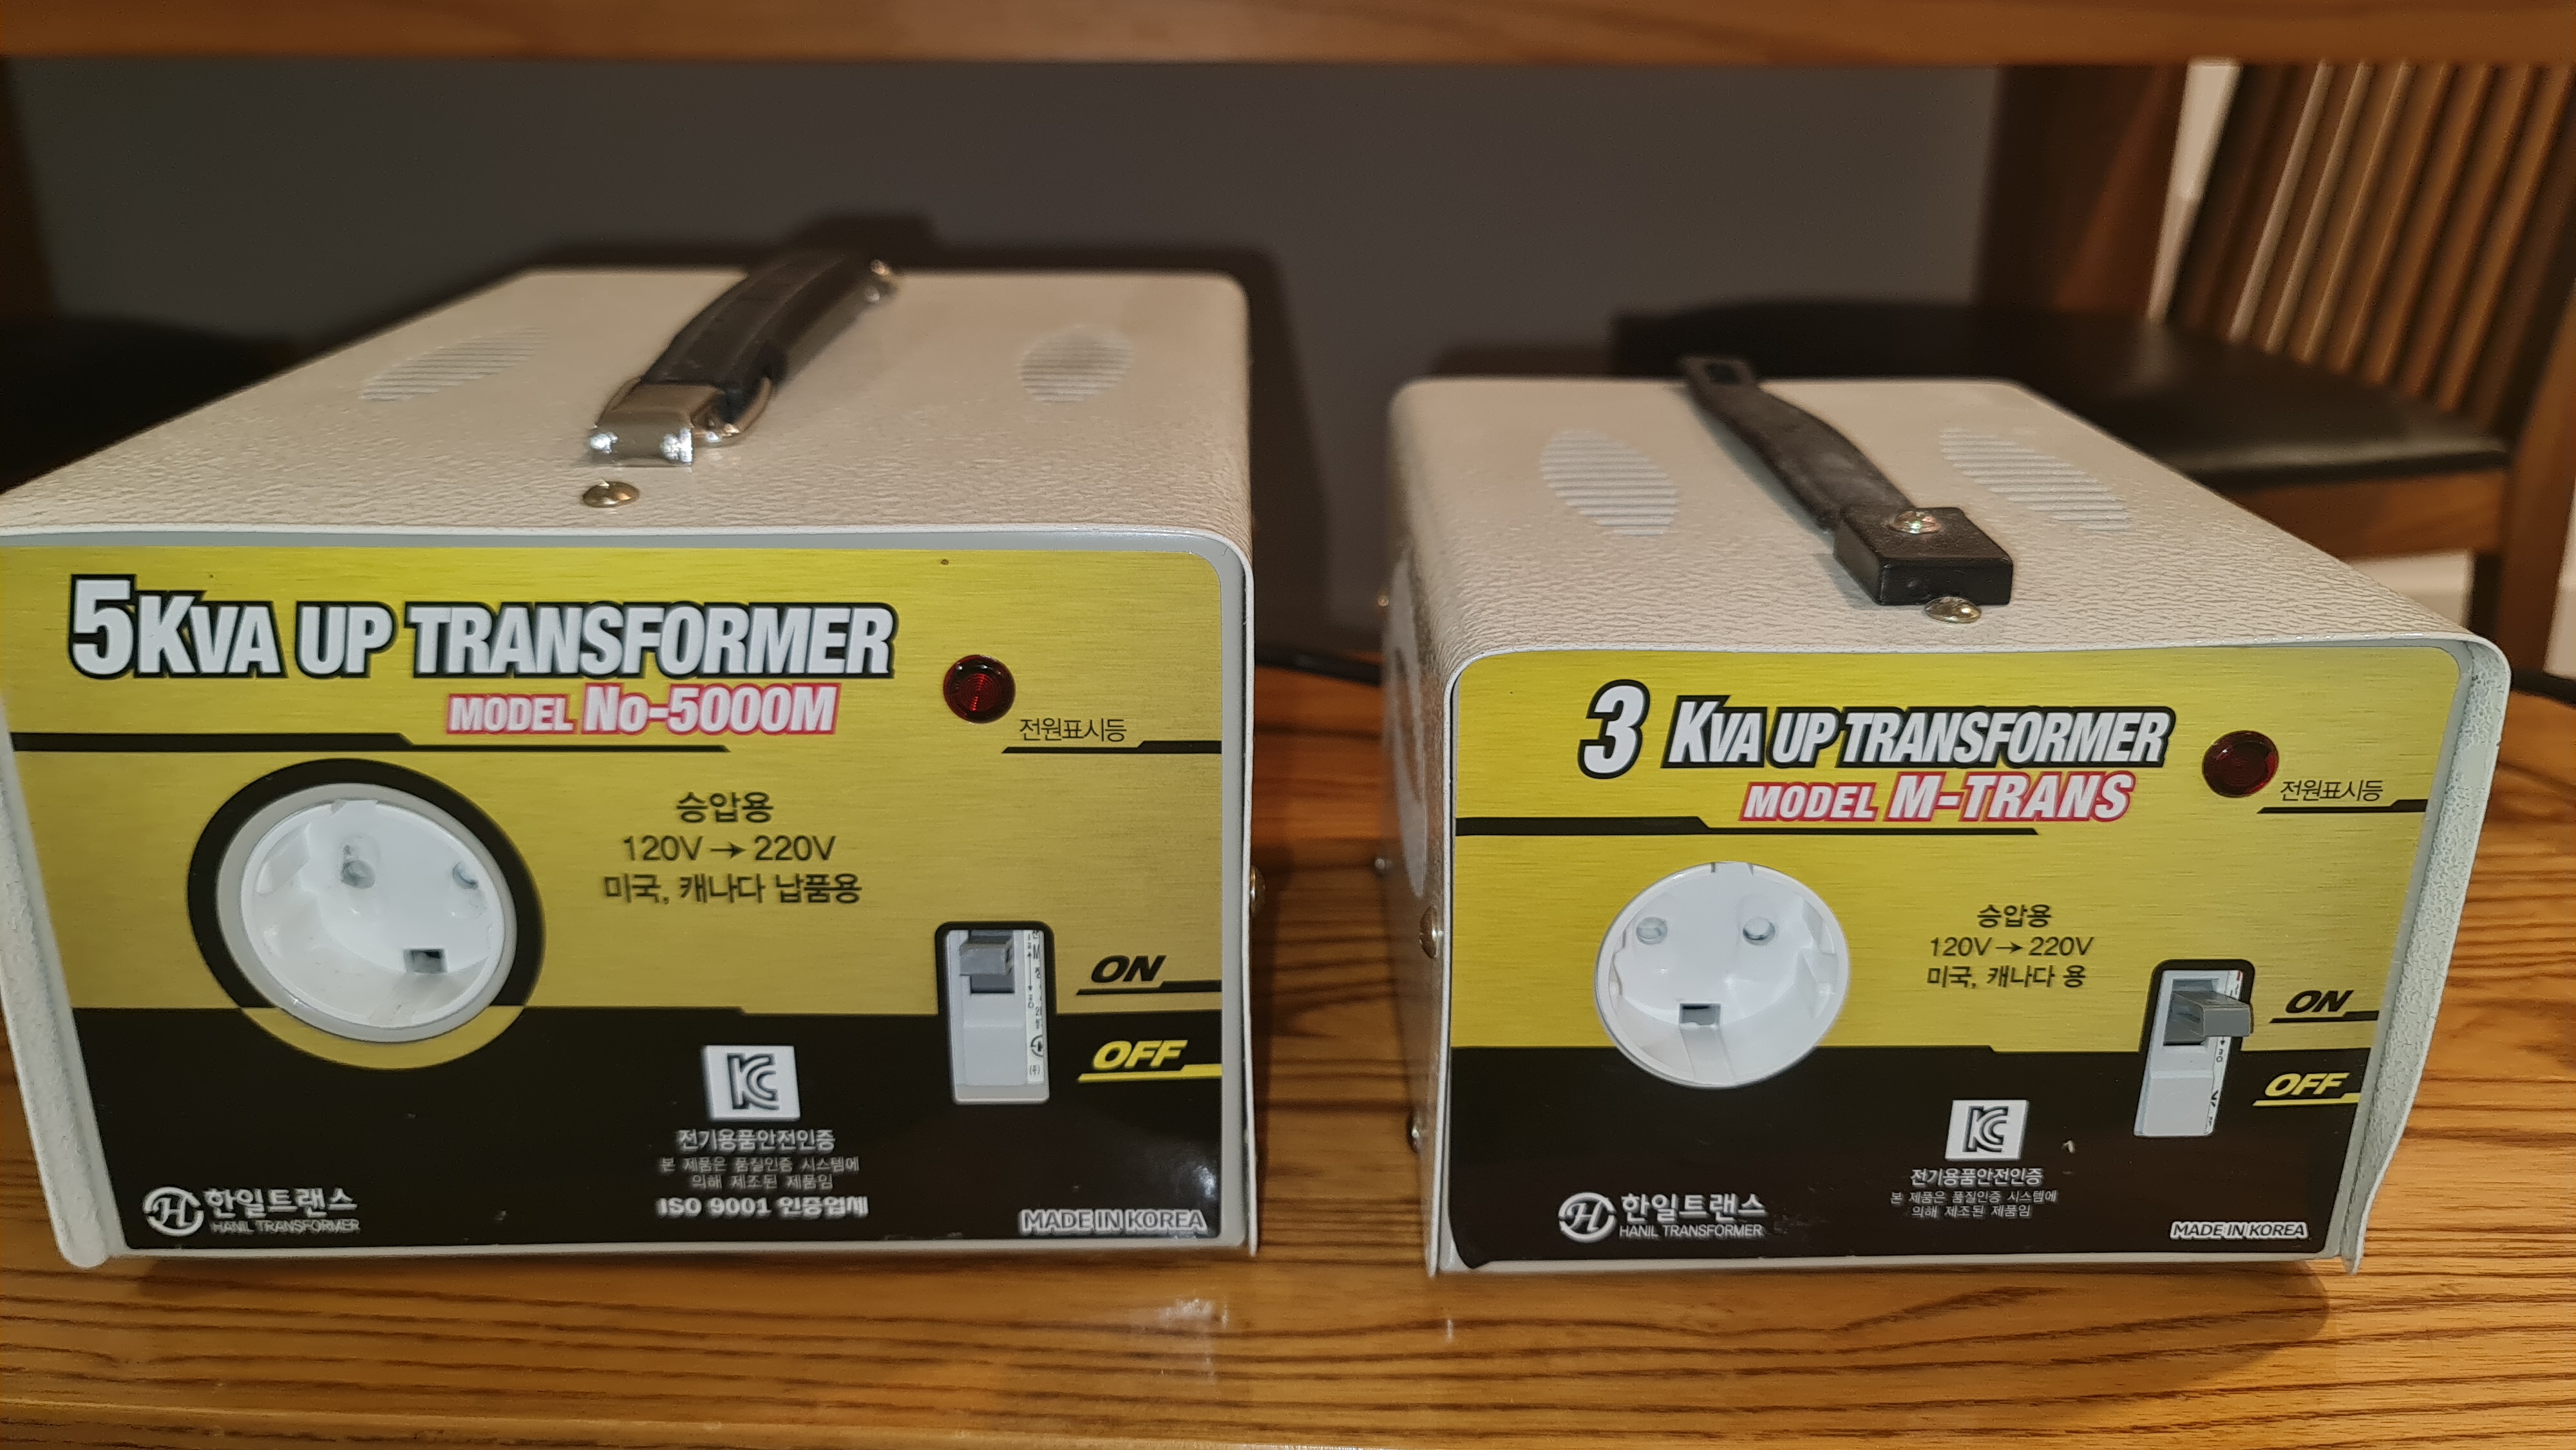 5KVA UP TRANSFORMER
MODEL No-5000M
전원표시등
승압용
120V → 220V
미국, 캐나다 납품용
ON
OFF
KC
전기용품안전인증
본 제품은 품질인증 시스템에
의해 제조된 제품임
ISO 9001 인증업체
H 한일트랜스
HANIL TRANSFORMER
MADE IN KOREA
3 KVA UP TRANSFORMER
MODEL M-TRANS
전원표시등
승압용
120V → 220V
미국, 캐나다 용
ON
OFF
KC
전기용품안전인증
본 제품은 품질인증 시스템에
의해 제조된 제품임
H 한일트랜스
HANIL TRANSFORMER
MADE IN KOREA